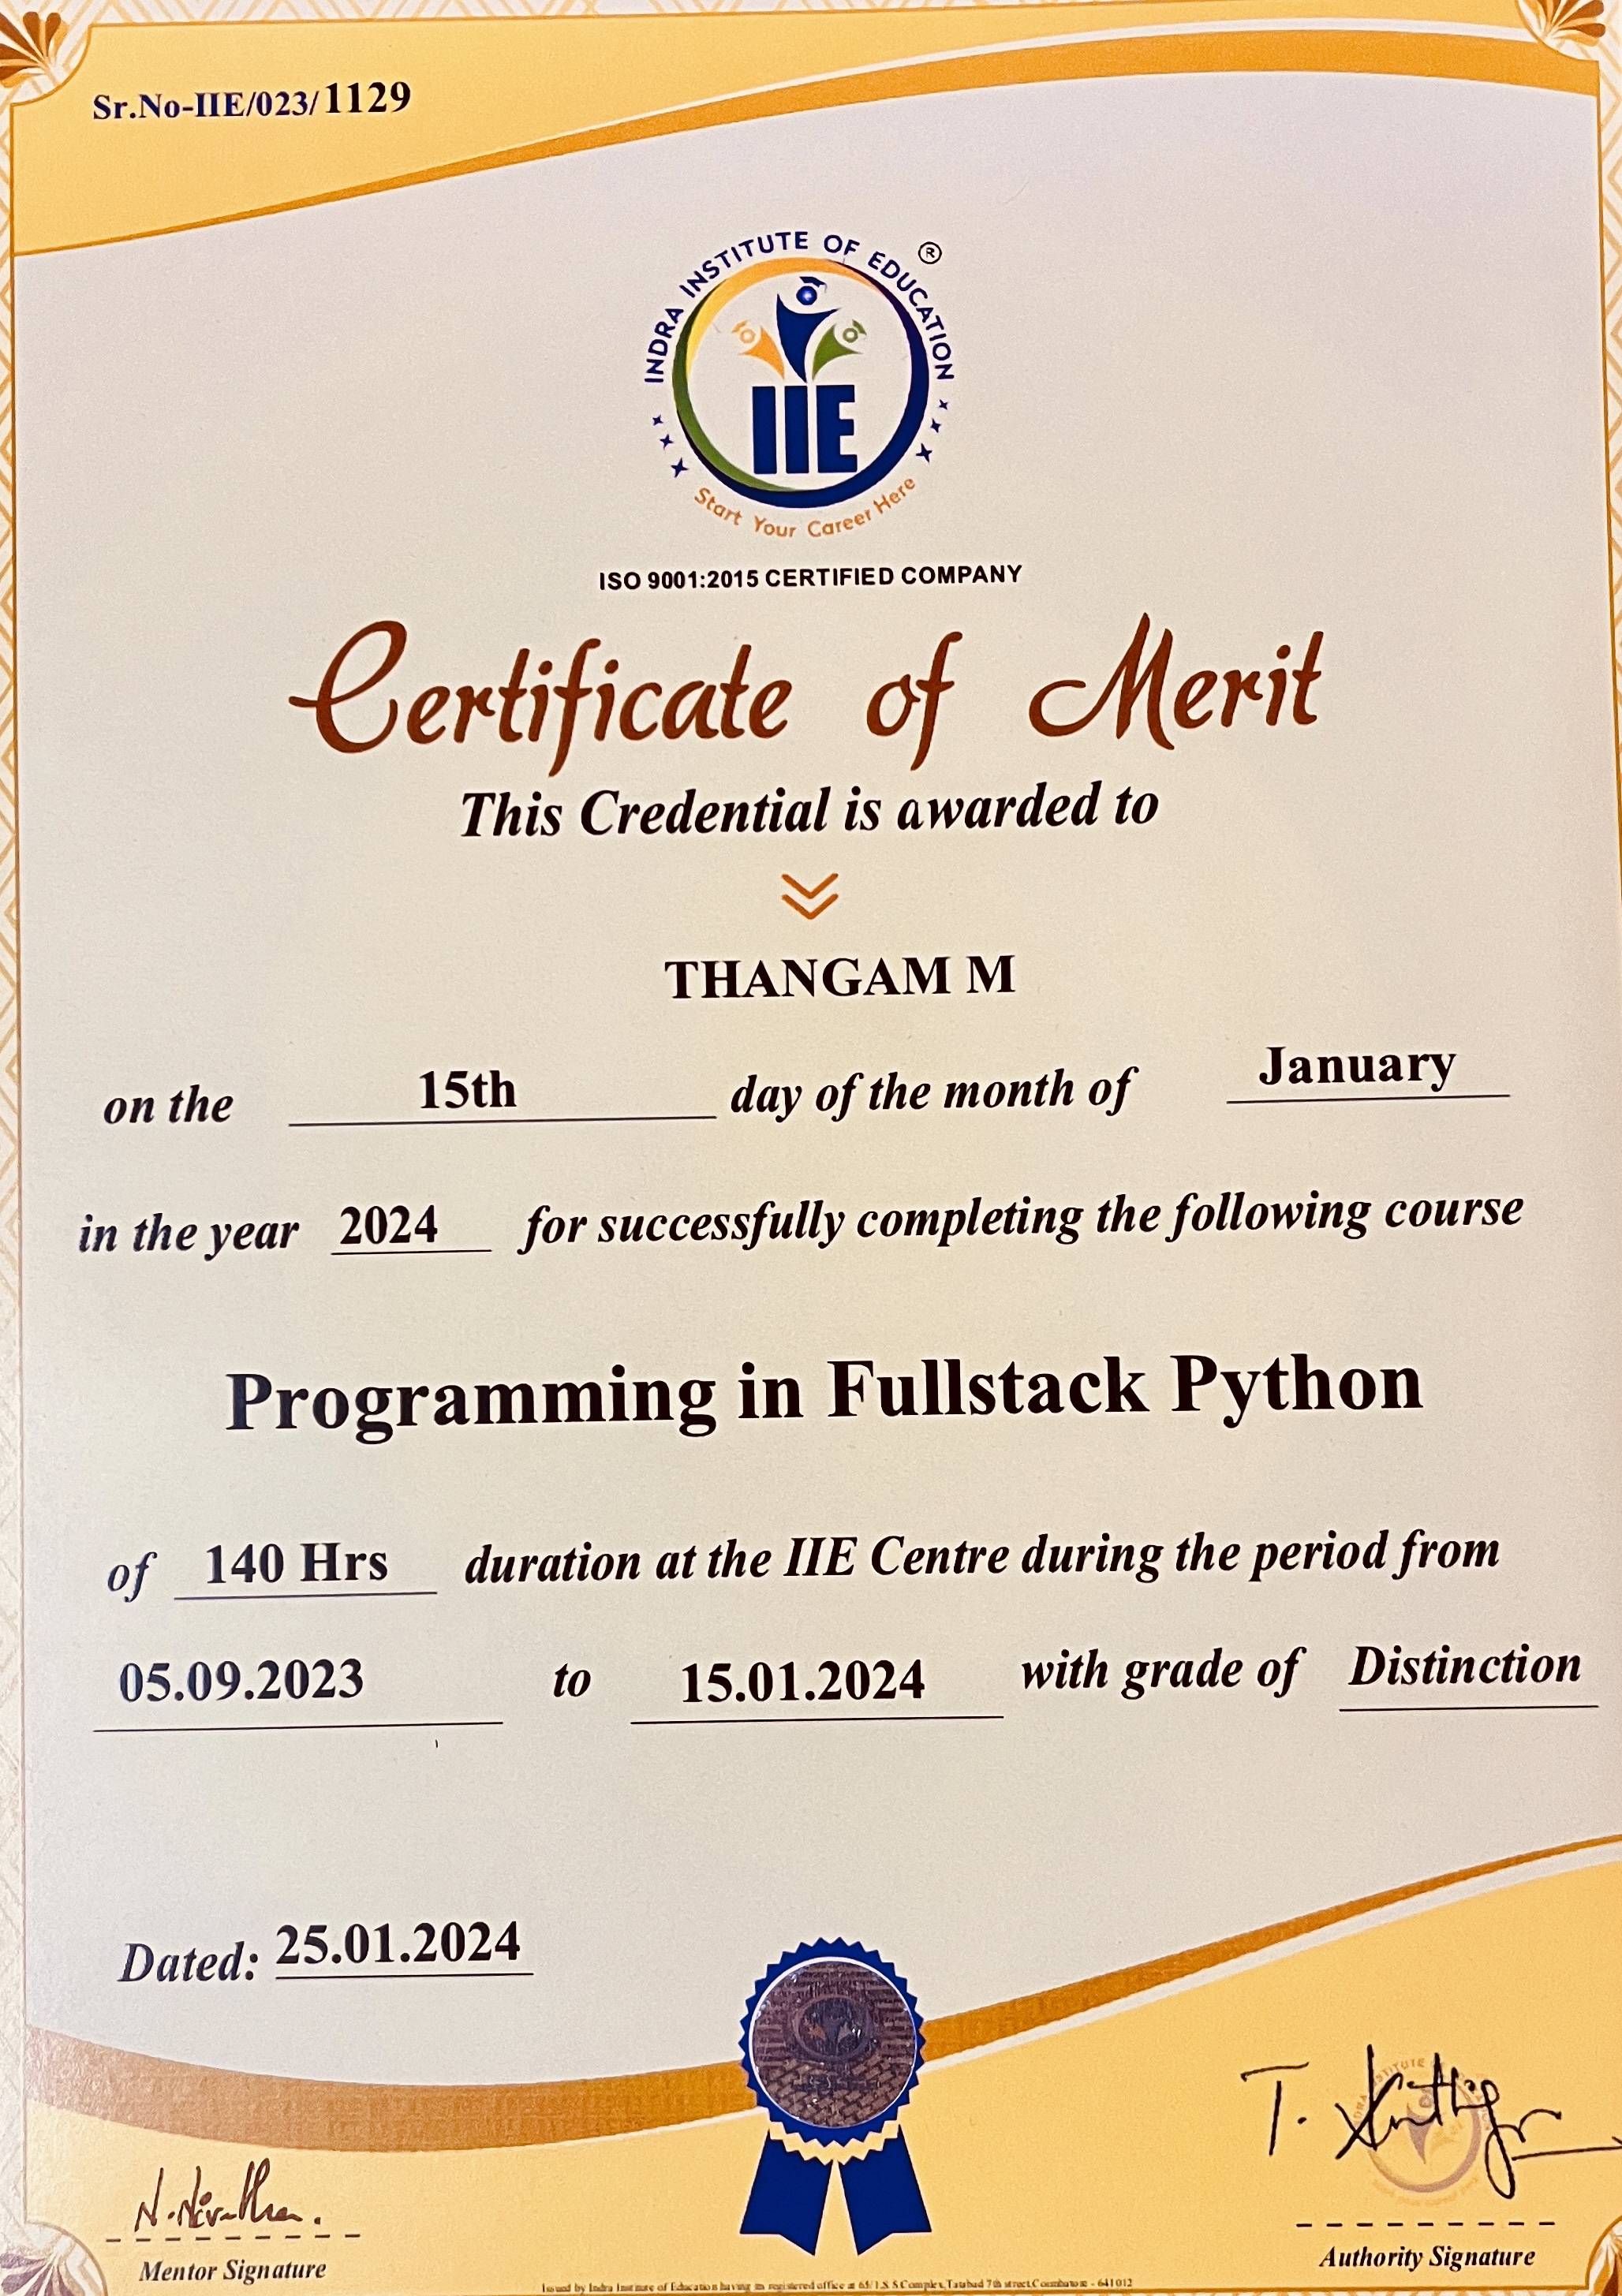 Sr.No-IIE/023/1129
INDRA INSTITUTE OF EDUCATION ®
IIE
Start Your Career Here
ISO 9001:2015 CERTIFIED COMPANY
Certificate of Merit
This Credential is awarded to
THANGAM M
on the 15th day of the month of January
in the year 2024 for successfully completing the following course
Programming in Fullstack Python
of 140 Hrs duration at the IIE Centre during the period from
05.09.2023 to 15.01.2024 with grade of Distinction
Dated: 25.01.2024
Mentor Signature
Authority Signature
Issued by Indra Institute of Education having its registered office at 65/1,S.S Complex,Tatabad 7th street,Coimbatore - 641012